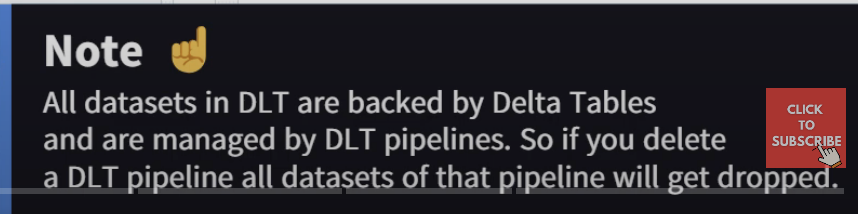 Note ☝
All datasets in DLT are backed by Delta Tables
and are managed by DLT pipelines. So if you delete
a DLT pipeline all datasets of that pipeline will get dropped.
CLICK
TO
SUBSCRIBE